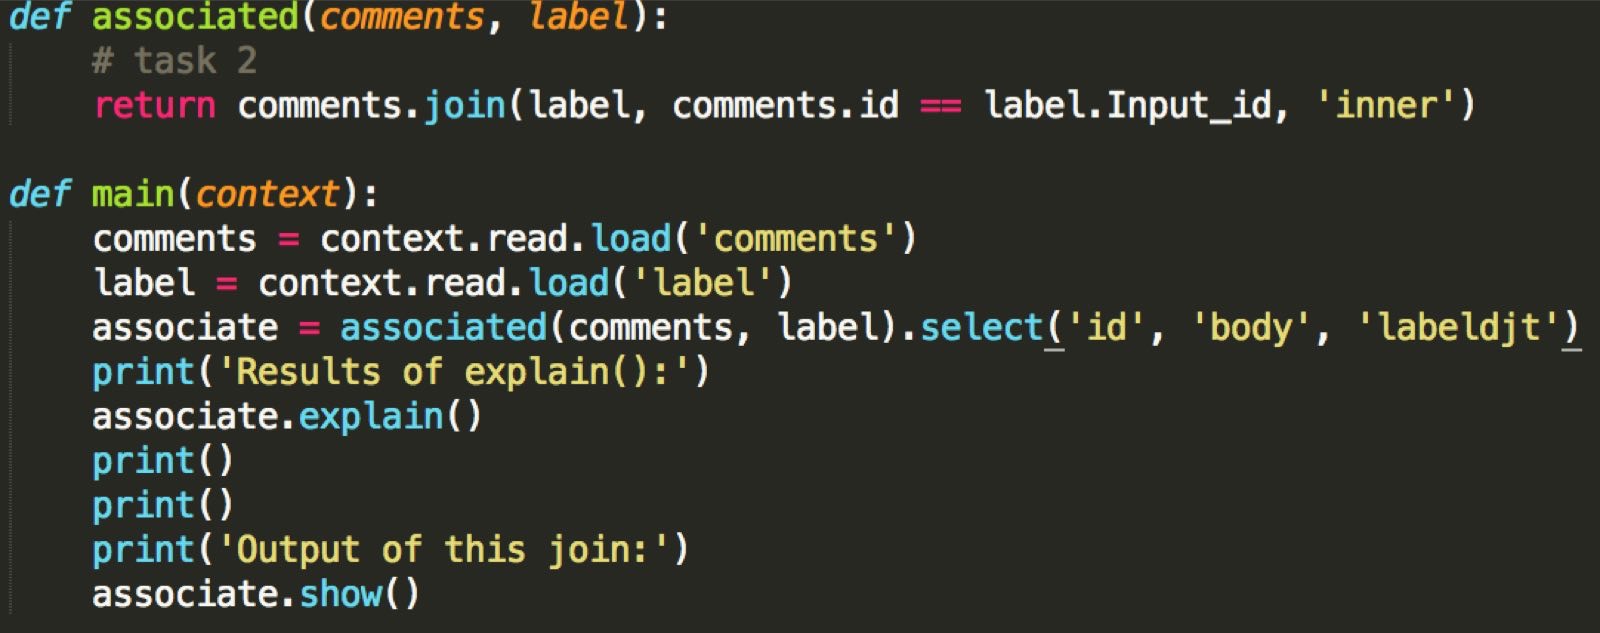 def associated(comments, label):
    # task 2
    return comments.join(label, comments.id == label.Input_id, 'inner')

def main(context):
    comments = context.read.load('comments')
    label = context.read.load('label')
    associate = associated(comments, label).select('id', 'body', 'labeldjt')
    print('Results of explain():')
    associate.explain()
    print()
    print()
    print('Output of this join:')
    associate.show()